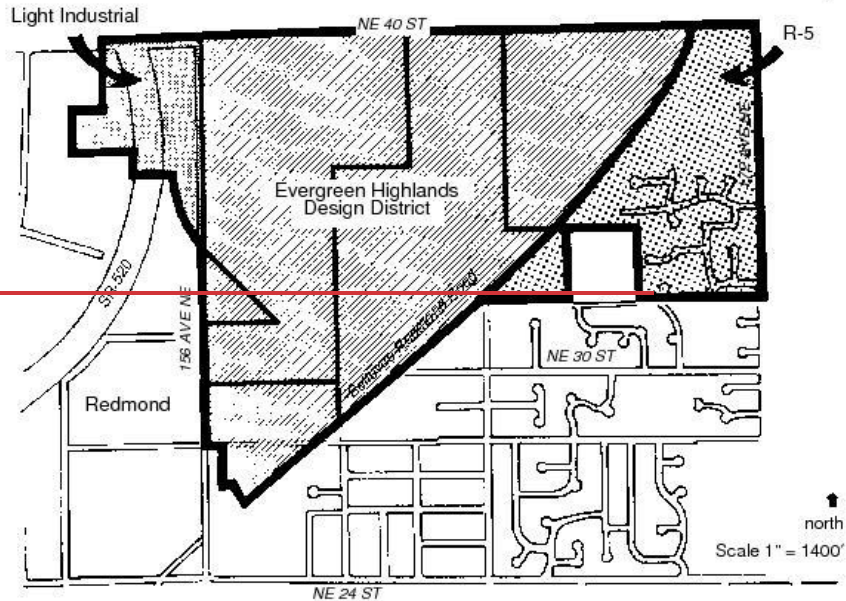 Light Industrial
NE 40 ST
R-5
Evergreen Highlands
Design District
SR 520
156 AVE NE
NE 30 ST
Redmond
north
Scale 1" = 1400'
NE 24 ST